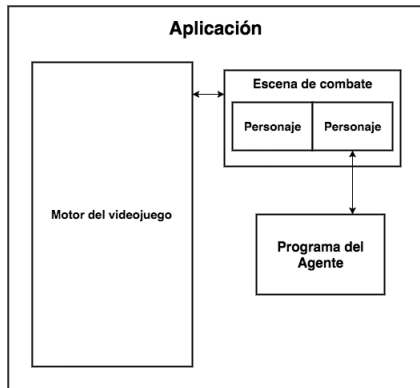 Aplicación
Escena de combate
Personaje Personaje
Motor del videojuego
Programa del
Agente